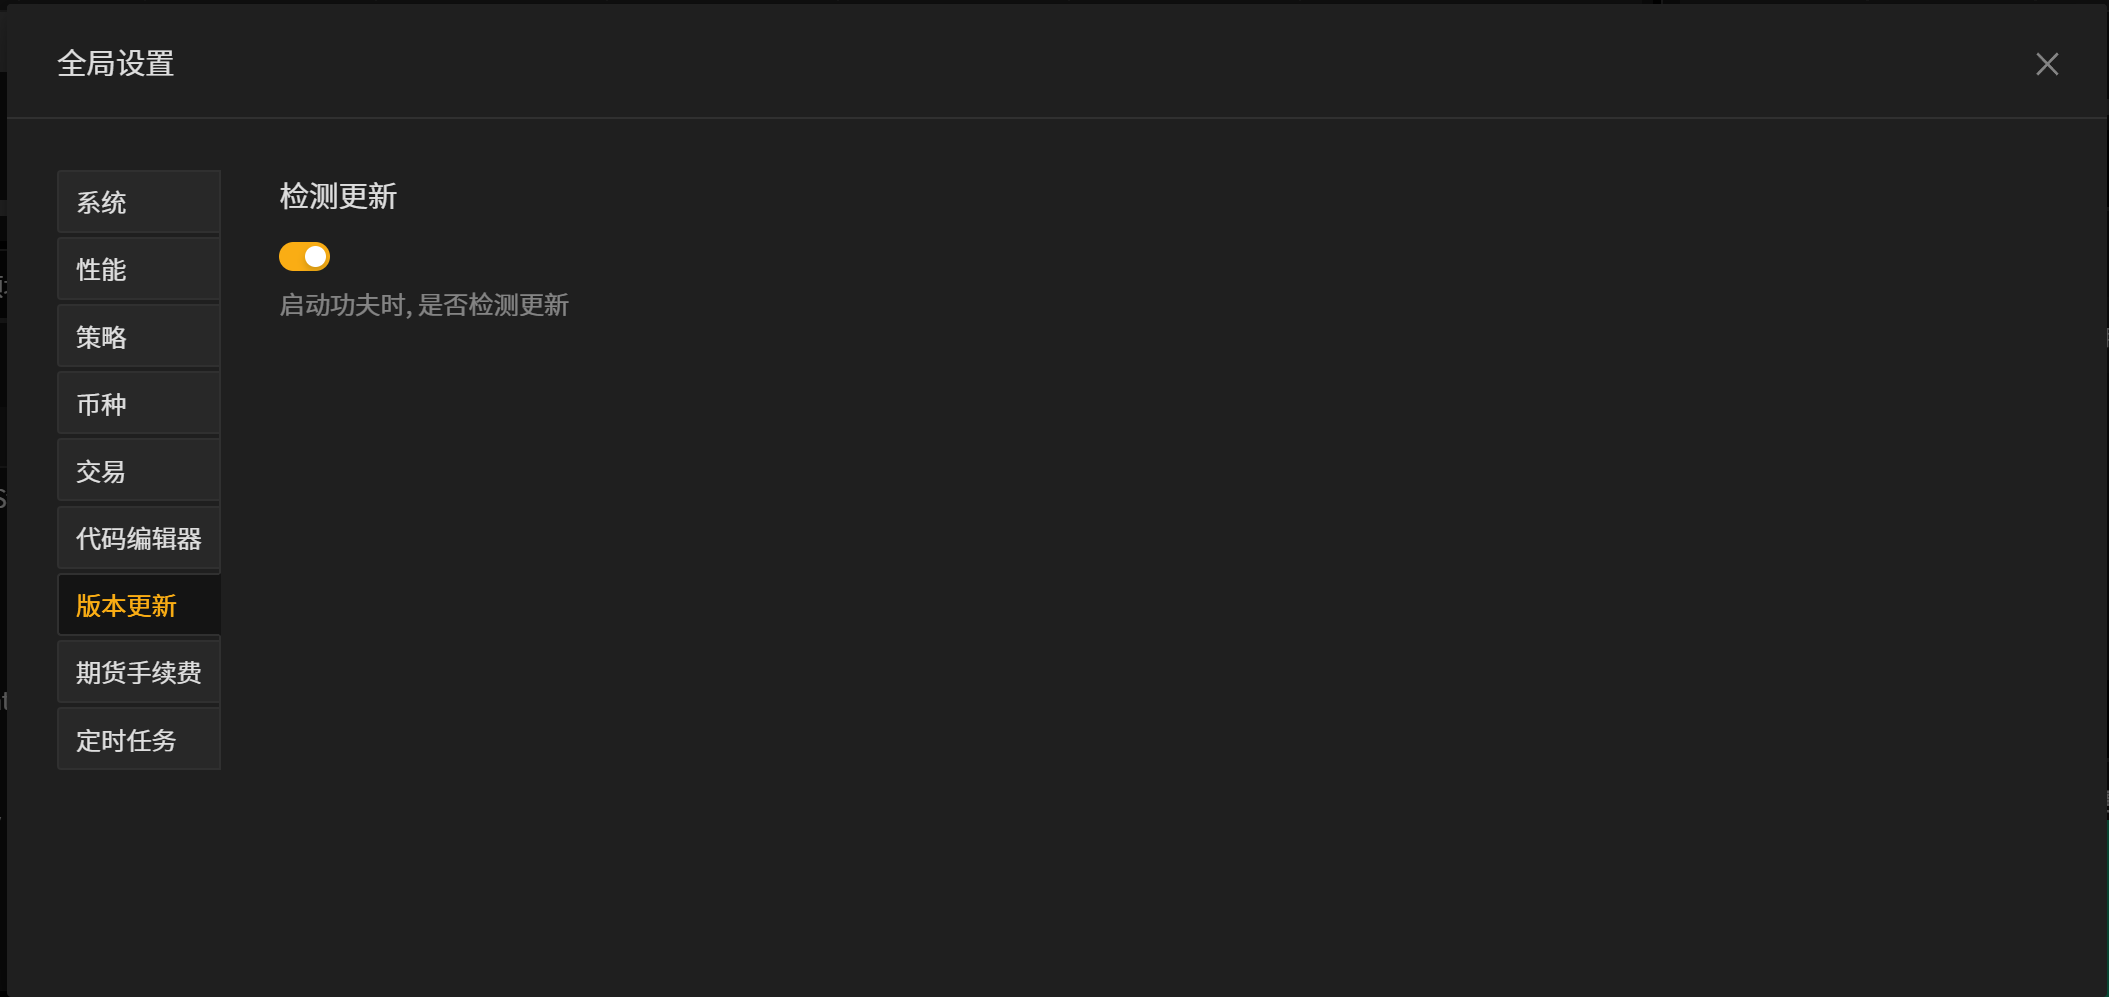 全局设置
系统
性能
策略
币种
交易
代码编辑器
版本更新
期货手续费
定时任务
检测更新
启动功夫时, 是否检测更新